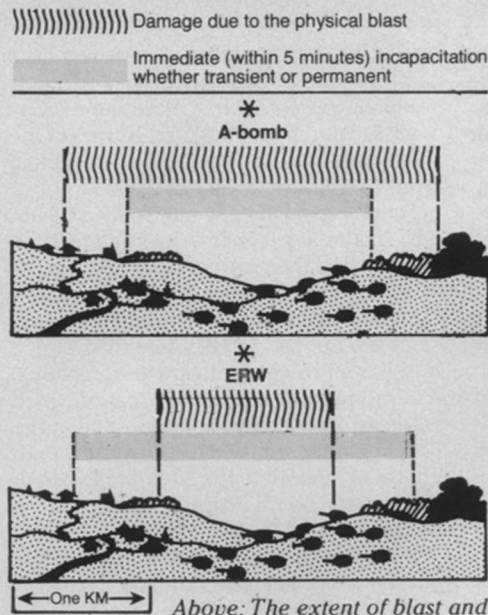 Damage due to the physical blast
Immediate (within 5 minutes) incapacitation
whether transient or permanent
A-bomb
ERW
One KM
Above: The extent of blast and